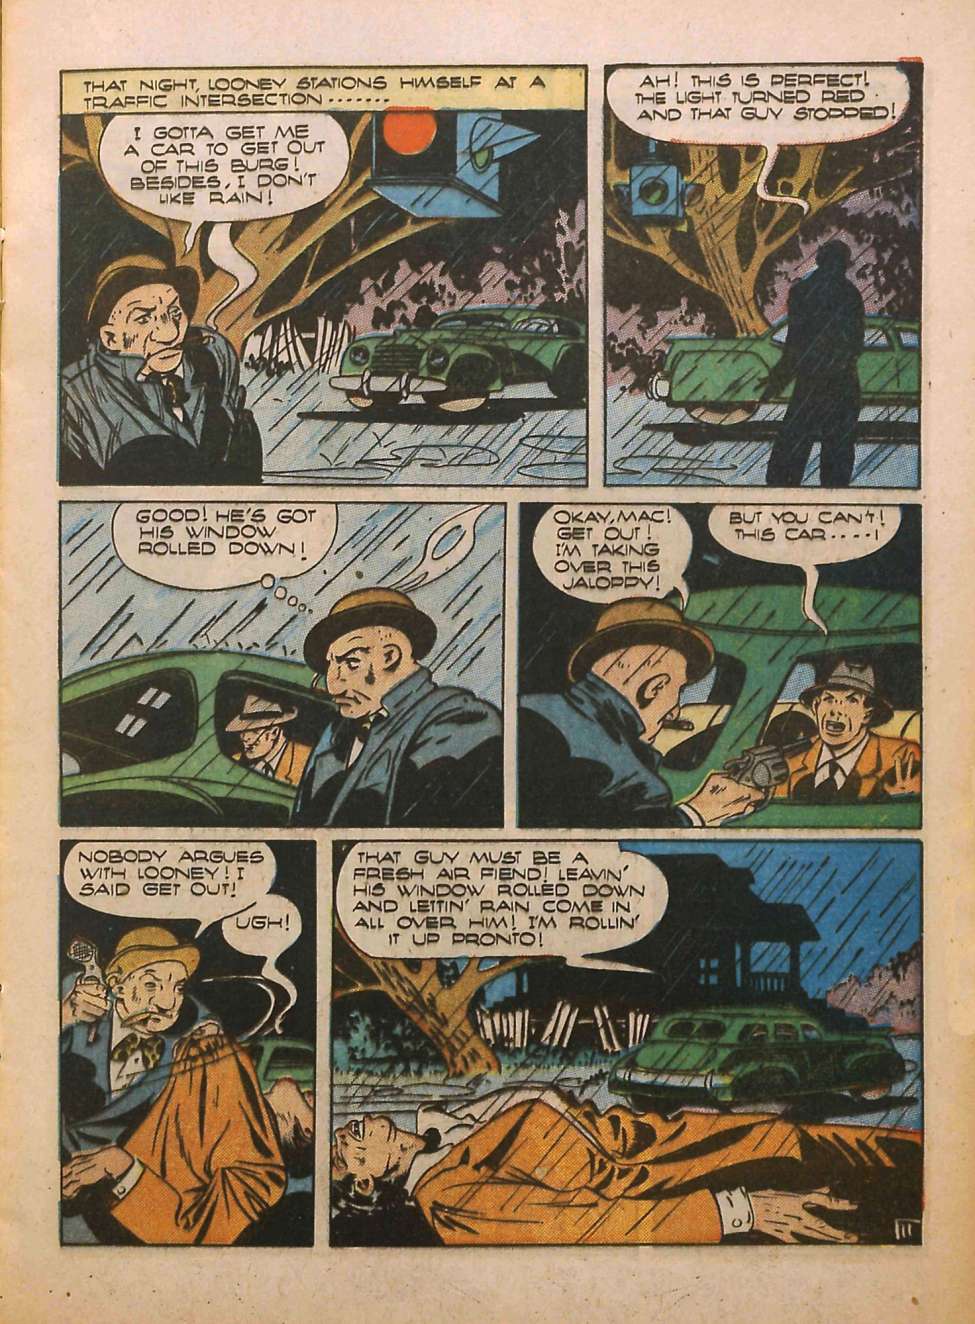 THAT NIGHT, LOONEY STATIONS HIMSELF AT A
TRAFFIC INTERSECTION-------
I GOTTA GET ME
A CAR TO GET OUT
OF THIS BURG!
BESIDES, I DON'T
LIKE RAIN!
AH! THIS IS PERFECT!
THE LIGHT TURNED RED
AND THAT GUY STOPPED!
GOOD! HE'S GOT
HIS WINDOW
ROLLED DOWN!
OKAY, MAC!
GET OUT!
I'M TAKING
OVER THIS
JALOPPY!
BUT YOU CAN'T!
THIS CAR----!
NOBODY ARGUES
WITH LOONEY! I
SAID GET OUT!
UGH!
THAT GUY MUST BE A
FRESH AIR FIEND! LEAVIN'
HIS WINDOW ROLLED DOWN
AND LETTIN' RAIN COME IN
ALL OVER HIM! I'M ROLLIN'
IT UP PRONTO!